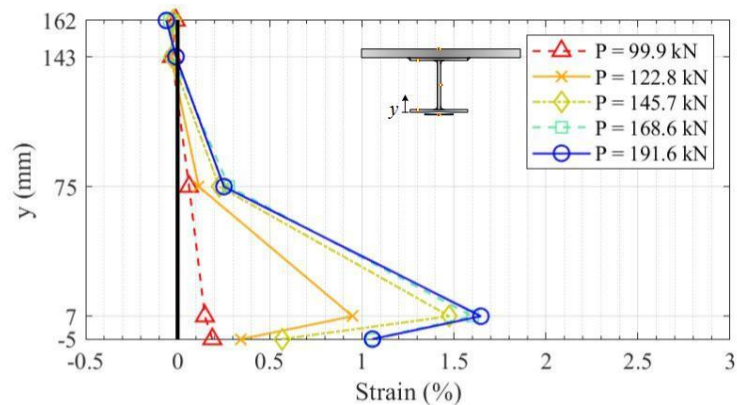 162
143
75
7
-5
y (mm)
-0.5 0 0.5 1 1.5 2 2.5 3
Strain (%)
y
P = 99.9 kN
P = 122.8 kN
P = 145.7 kN
P = 168.6 kN
P = 191.6 kN